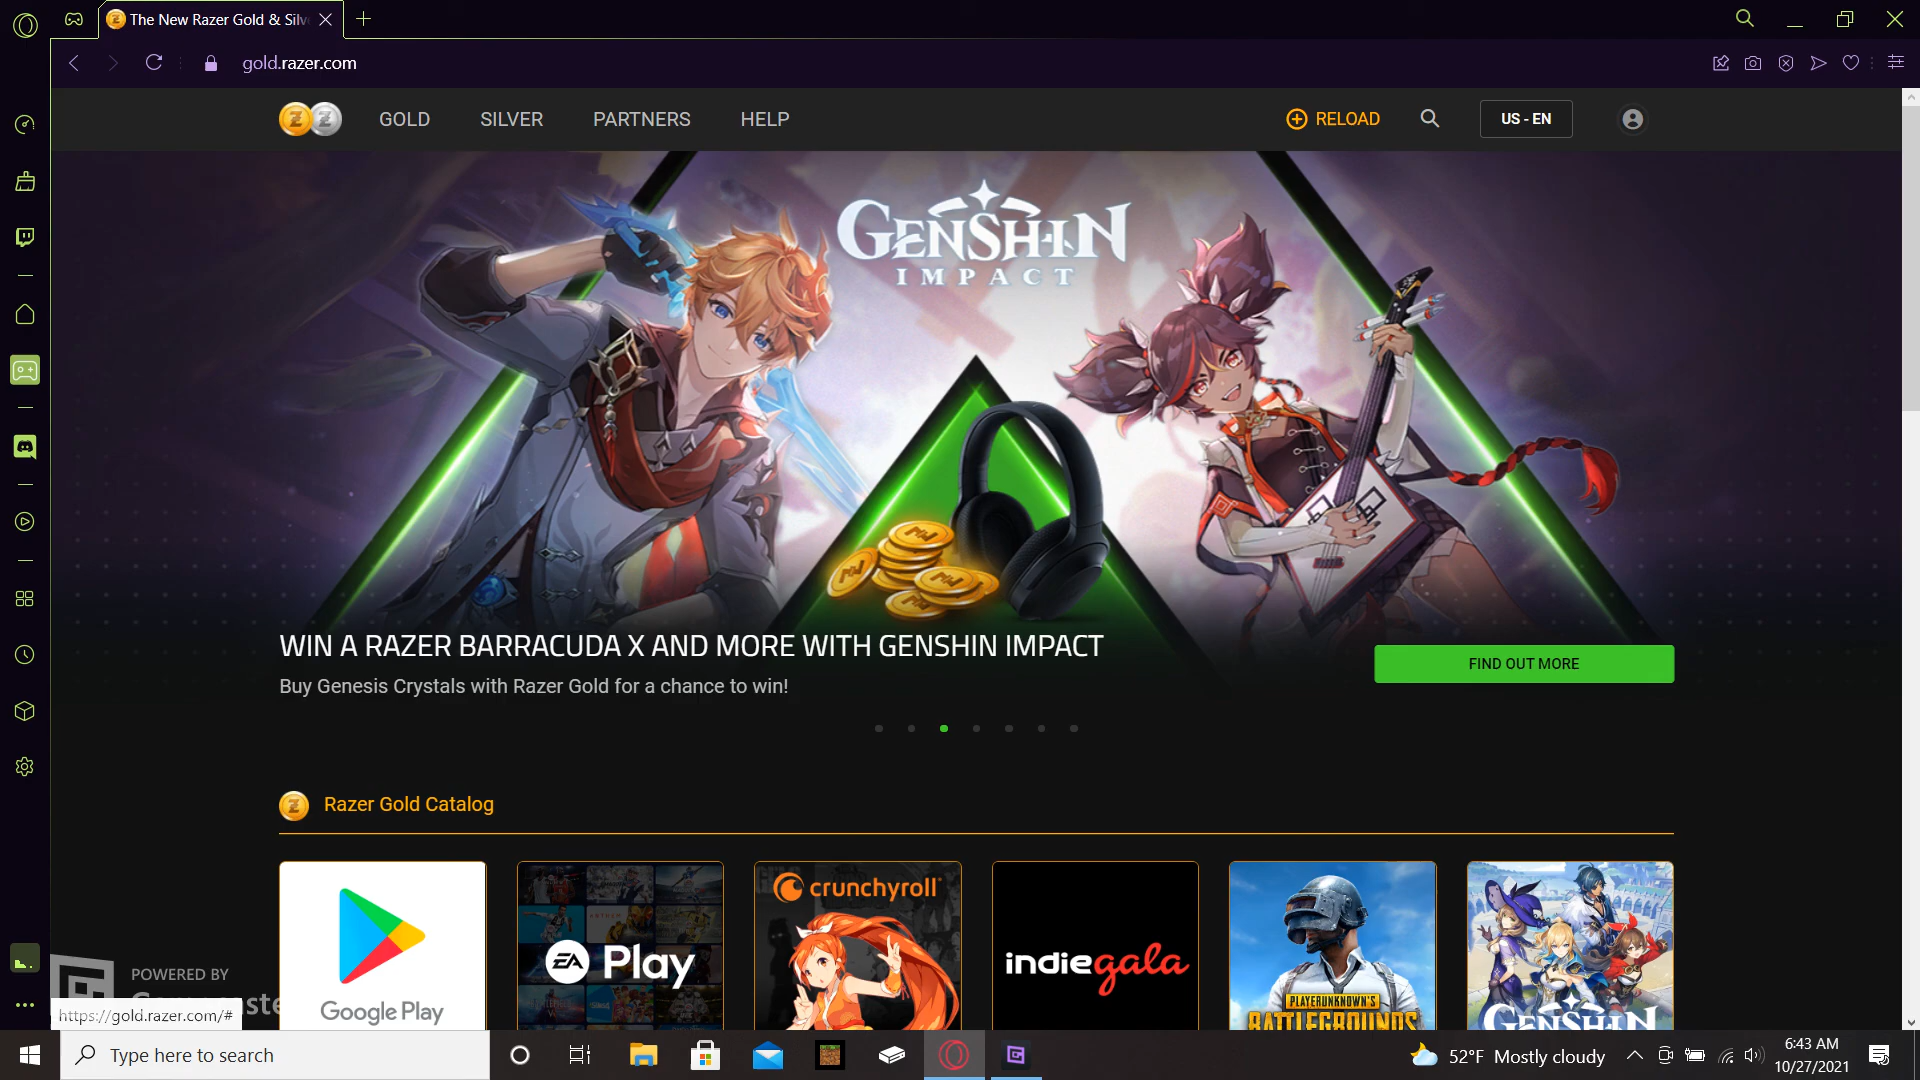 The New Razer Gold & Silv
gold.razer.com
GOLD
SILVER
PARTNERS
HELP
RELOAD
US - EN
GENSHIN
IMPACT
WIN A RAZER BARRACUDA X AND MORE WITH GENSHIN IMPACT
Buy Genesis Crystals with Razer Gold for a chance to win!
FIND OUT MORE
Razer Gold Catalog
Google Play
EA Play
crunchyroll
indiegala
PLAYERUNKNOWN'S
BATTLEGROUNDS
GENSHIN
POWERED BY
https://gold.razer.com/#
Type here to search
52°F Mostly cloudy
6:43 AM
10/27/2021